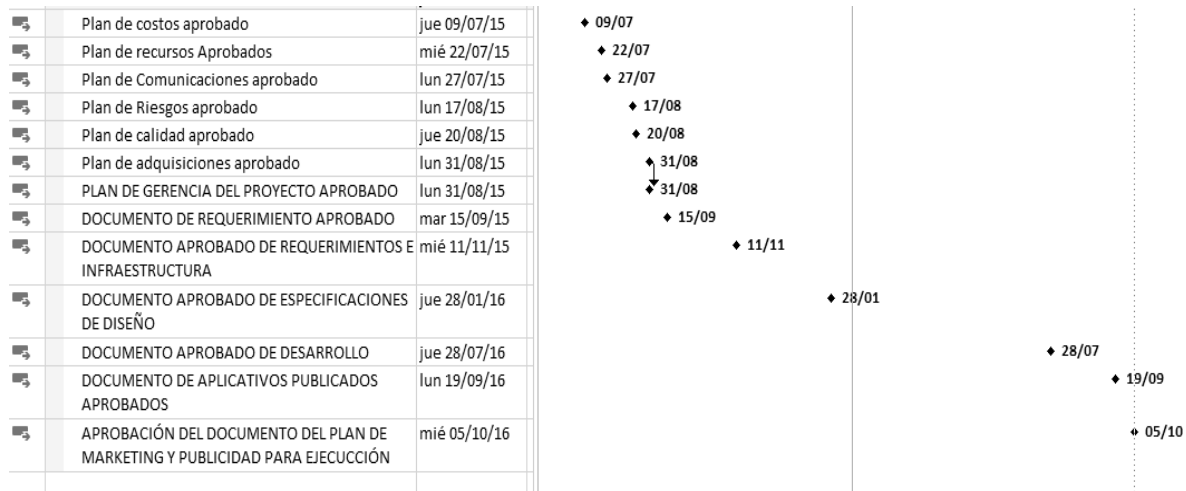 Plan de costos aprobado jue 09/07/15 09/07
Plan de recursos Aprobados mié 22/07/15 22/07
Plan de Comunicaciones aprobado lun 27/07/15 27/07
Plan de Riesgos aprobado lun 17/08/15 17/08
Plan de calidad aprobado jue 20/08/15 20/08
Plan de adquisiciones aprobado lun 31/08/15 31/08
PLAN DE GERENCIA DEL PROYECTO APROBADO lun 31/08/15 31/08
DOCUMENTO DE REQUERIMIENTO APROBADO mar 15/09/15 15/09
DOCUMENTO APROBADO DE REQUERIMIENTOS E mié 11/11/15 11/11
INFRAESTRUCTURA
DOCUMENTO APROBADO DE ESPECIFICACIONES jue 28/01/16 28/01
DE DISEÑO
DOCUMENTO APROBADO DE DESARROLLO jue 28/07/16 28/07
DOCUMENTO DE APLICATIVOS PUBLICADOS lun 19/09/16 19/09
APROBADOS
APROBACIÓN DEL DOCUMENTO DEL PLAN DE mié 05/10/16 05/10
MARKETING Y PUBLICIDAD PARA EJECUCCIÓN